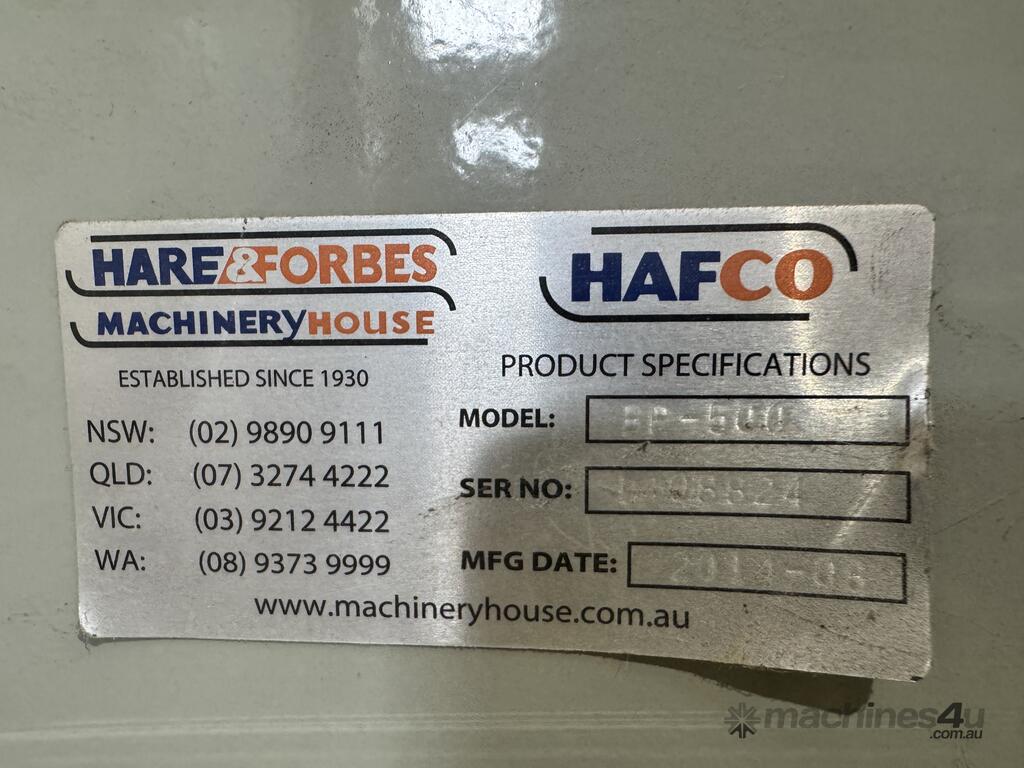 HARE&FORBES
MACHINERYHOUSE
ESTABLISHED SINCE 1930
NSW: (02) 9890 9111
QLD: (07) 3274 4222
VIC: (03) 9212 4422
WA: (08) 9373 9999
HAFCO
PRODUCT SPECIFICATIONS
MODEL:
SER NO:
MFG DATE:
www.machineryhouse.com.au
machines4u
.com.au